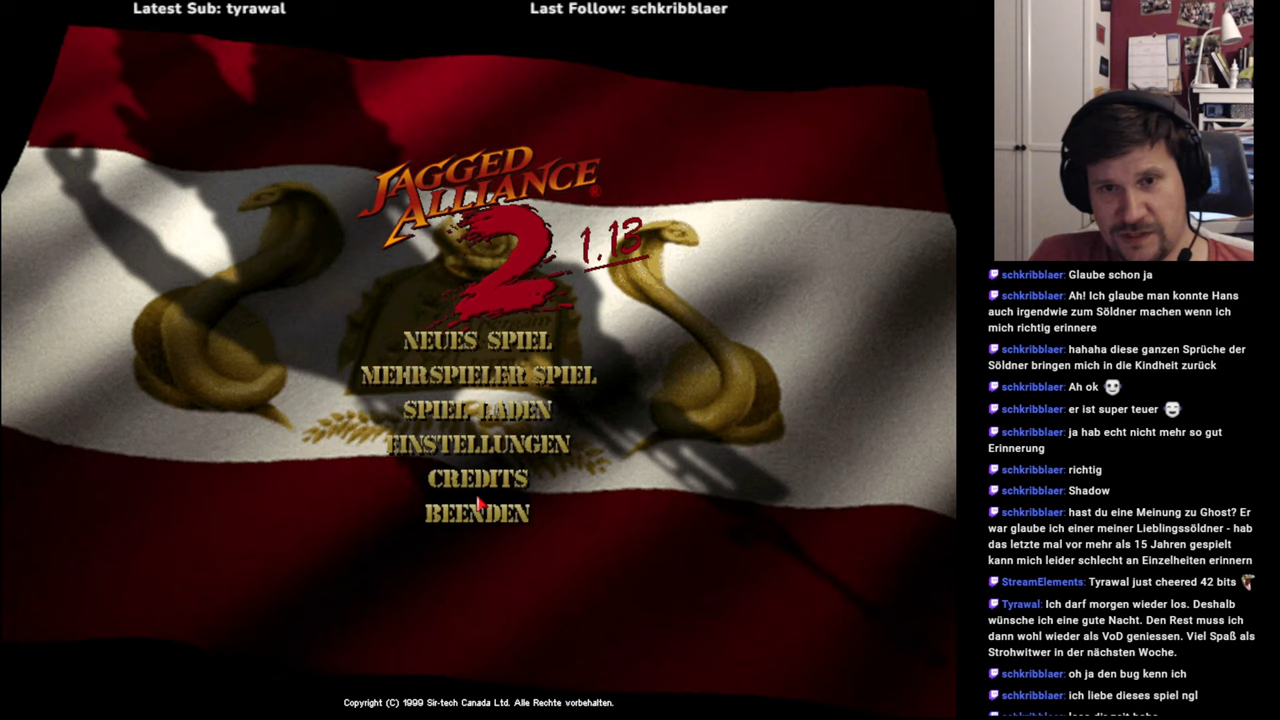 Latest Sub: tyrawal
Last Follow: schkribblaer
JAGGED
ALLIANCE
2
1.13
NEUES SPIEL
MEHRSPIELER SPIEL
SPIEL LADEN
EINSTELLUNGEN
CREDITS
BEENDEN
Copyright (C) 1999 Sir-tech Canada Ltd. Alle Rechte vorbehalten.
schkribblaer: Glaube schon ja
schkribblaer: Ah! Ich glaube man konnte Hans
auch irgendwie zum Söldner machen wenn ich
mich richtig erinnere
schkribblaer: hahaha diese ganzen Sprüche der
Söldner bringen mich in die Kindheit zurück
schkribblaer: Ah ok
schkribblaer: er ist super teuer
schkribblaer: ja hab echt nicht mehr so gut
Erinnerung
schkribblaer: richtig
schkribblaer: Shadow
schkribblaer: hast du eine Meinung zu Ghost? Er
war glaube ich einer meiner Lieblingssöldner - hab
das letzte mal vor mehr als 15 Jahren gespielt
kann mich leider schlecht an Einzelheiten erinnern
StreamElements: Tyrawal just cheered 42 bits
Tyrawal: Ich darf morgen wieder los. Deshalb
wünsche ich eine gute Nacht. Den Rest muss ich
dann wohl wieder als VoD geniessen. Viel Spaß als
Strohwitwer in der nächsten Woche.
schkribblaer: oh ja den bug kenn ich
schkribblaer: ich liebe dieses spiel ngl